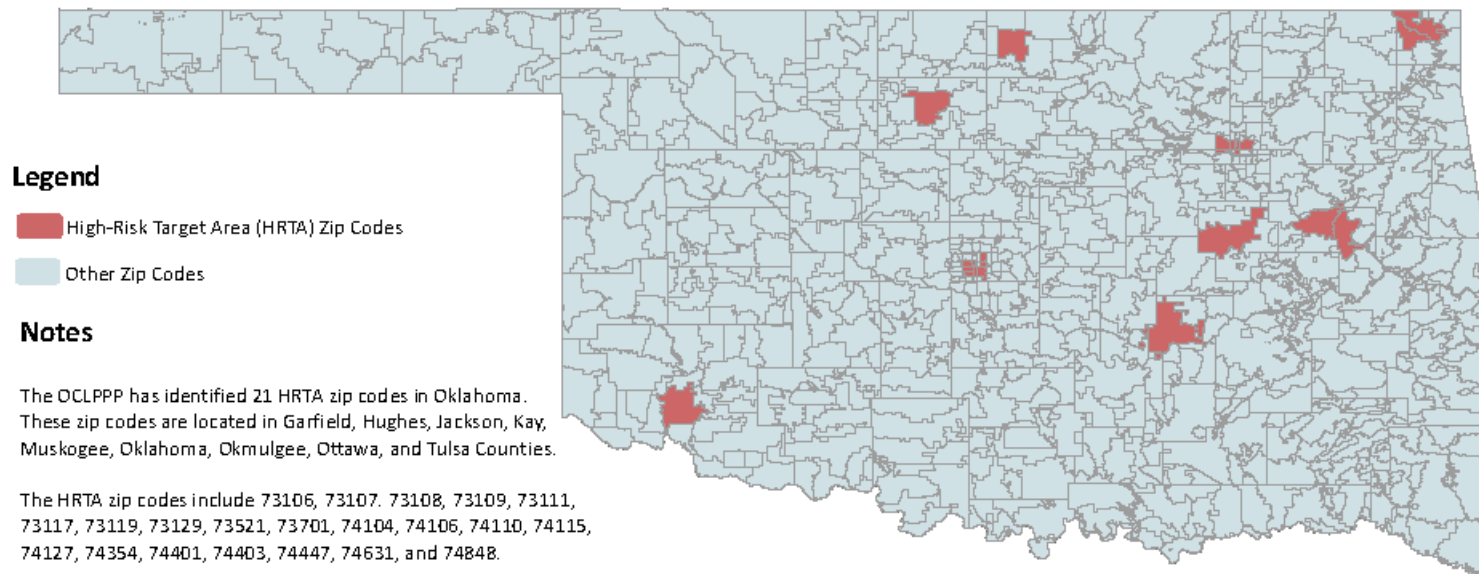 Legend
High-Risk Target Area (HRTA) Zip Codes
Other Zip Codes
Notes
The OCLPPP has identified 21 HRTA zip codes in Oklahoma.
These zip codes are located in Garfield, Hughes, Jackson, Kay,
Muskogee, Oklahoma, Okmulgee, Ottawa, and Tulsa Counties.
The HRTA zip codes include 73106, 73107. 73108, 73109, 73111,
73117, 73119, 73129, 73521, 73701, 74104, 74106, 74110, 74115,
74127, 74354, 74401, 74403, 74447, 74631, and 74848.